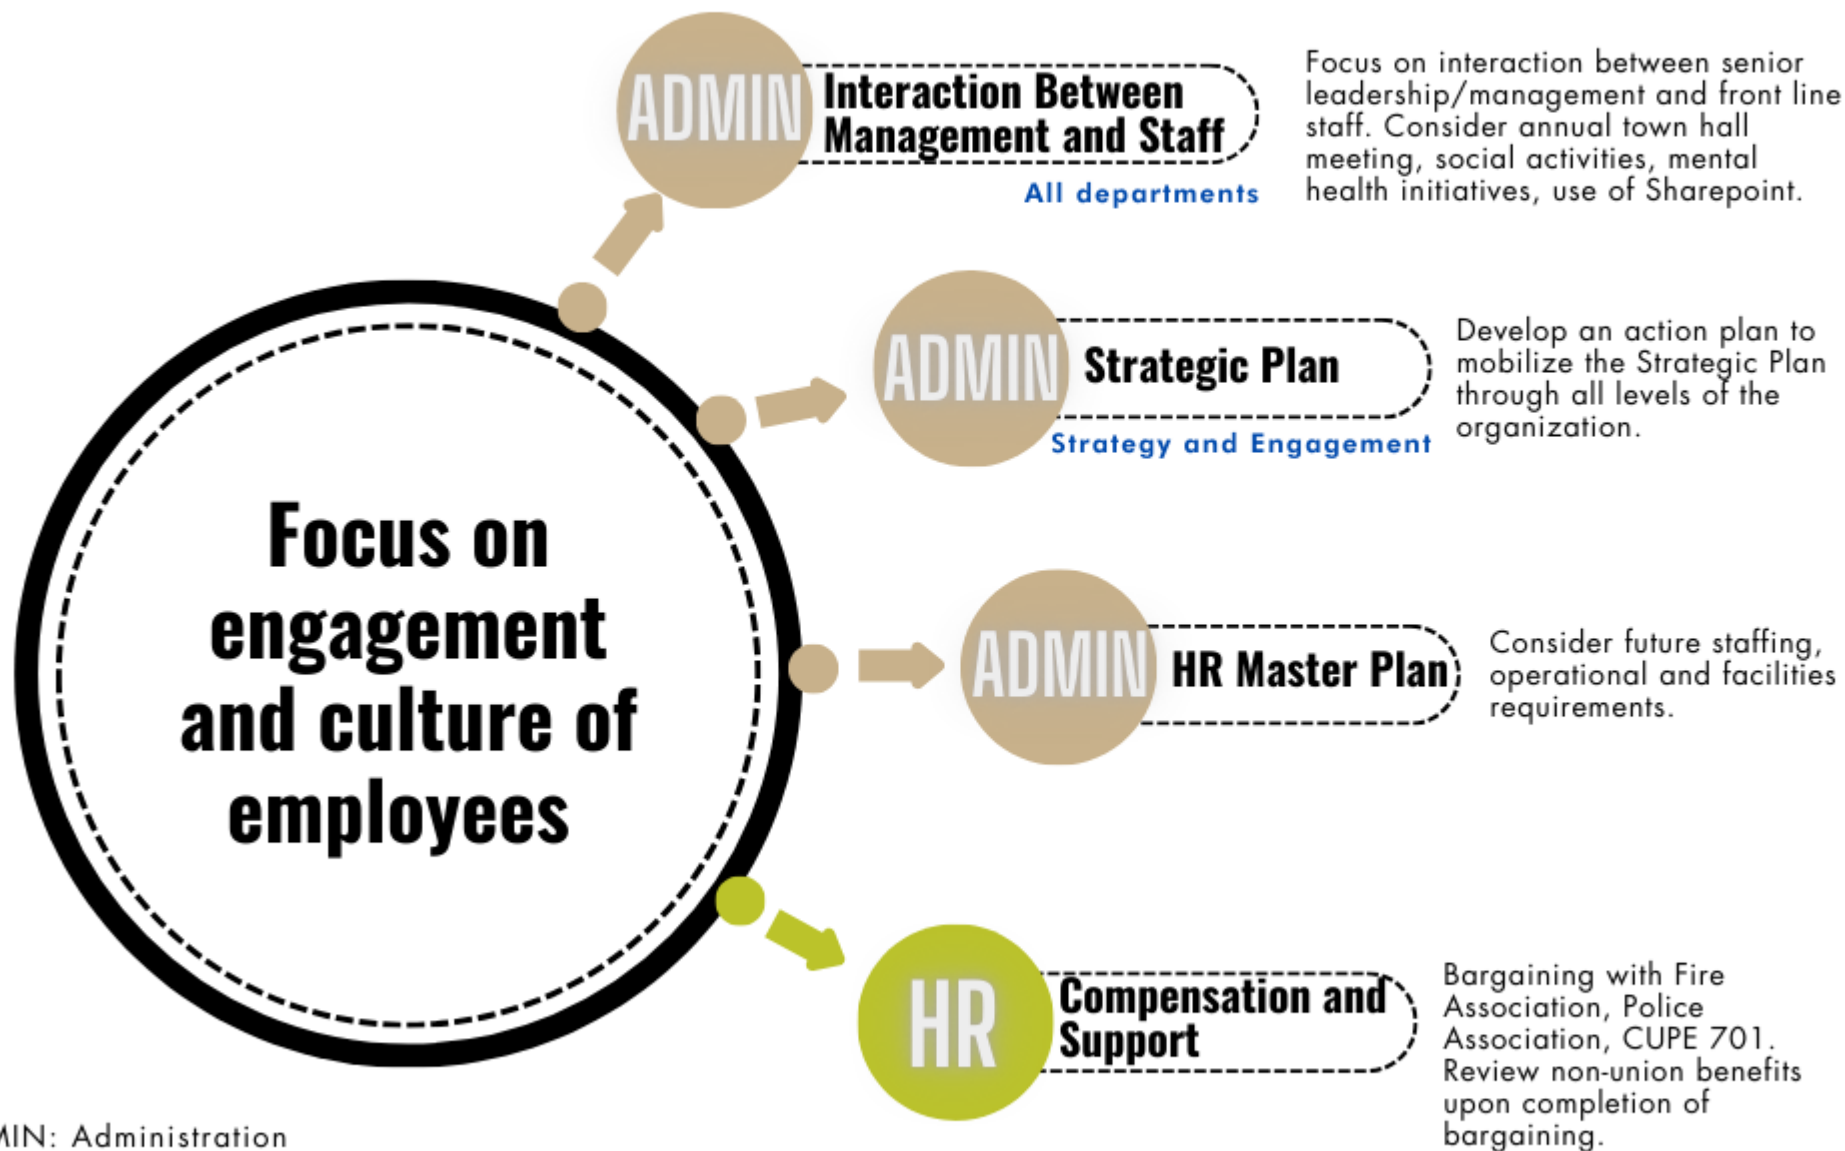 Focus on
engagement
and culture of
employees
ADMIN
Interaction Between
Management and Staff
All departments
Focus on interaction between senior
leadership/management and front line
staff. Consider annual town hall
meeting, social activities, mental
health initiatives, use of Sharepoint.
ADMIN
Strategic Plan
Strategy and Engagement
Develop an action plan to
mobilize the Strategic Plan
through all levels of the
organization.
ADMIN
HR Master Plan
Consider future staffing,
operational and facilities
requirements.
HR
Compensation and
Support
Bargaining with Fire
Association, Police
Association, CUPE 701.
Review non-union benefits
upon completion of
bargaining.
MIN: Administration